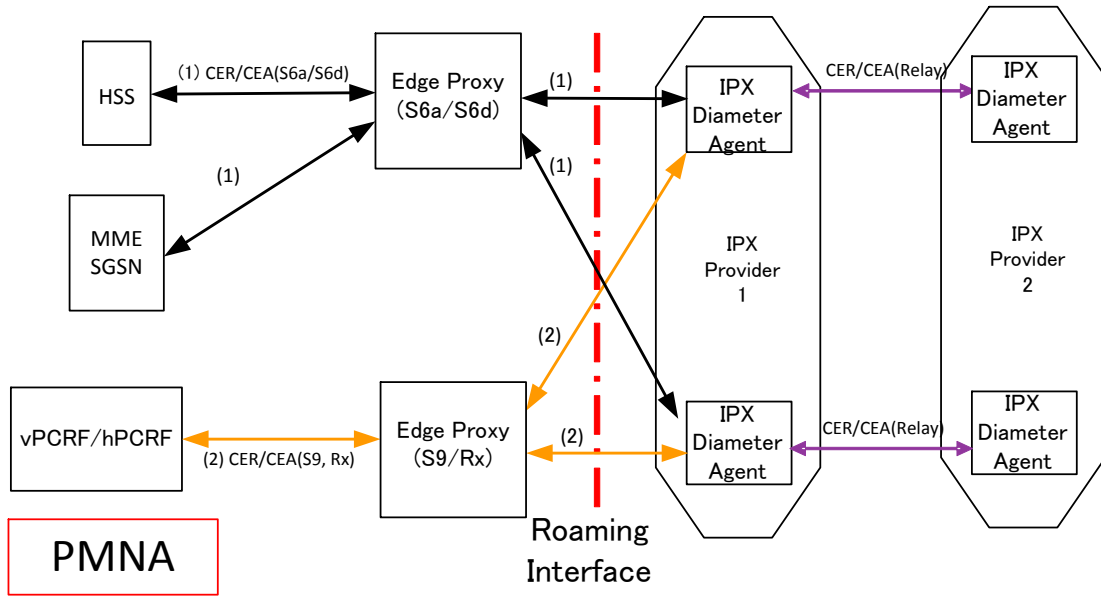 HSS
(1) CER/CEA(S6a/S6d)
Edge Proxy
(S6a/S6d)
(1)
(1)
(1)
MME
SGSN
IPX
Diameter
Agent
CER/CEA(Relay)
IPX
Diameter
Agent
IPX
Provider
1
IPX
Provider
2
(2)
vPCRF/hPCRF
(2) CER/CEA(S9, Rx)
Edge Proxy
(S9/Rx)
(2)
IPX
Diameter
Agent
CER/CEA(Relay)
IPX
Diameter
Agent
PMNA
Roaming
Interface